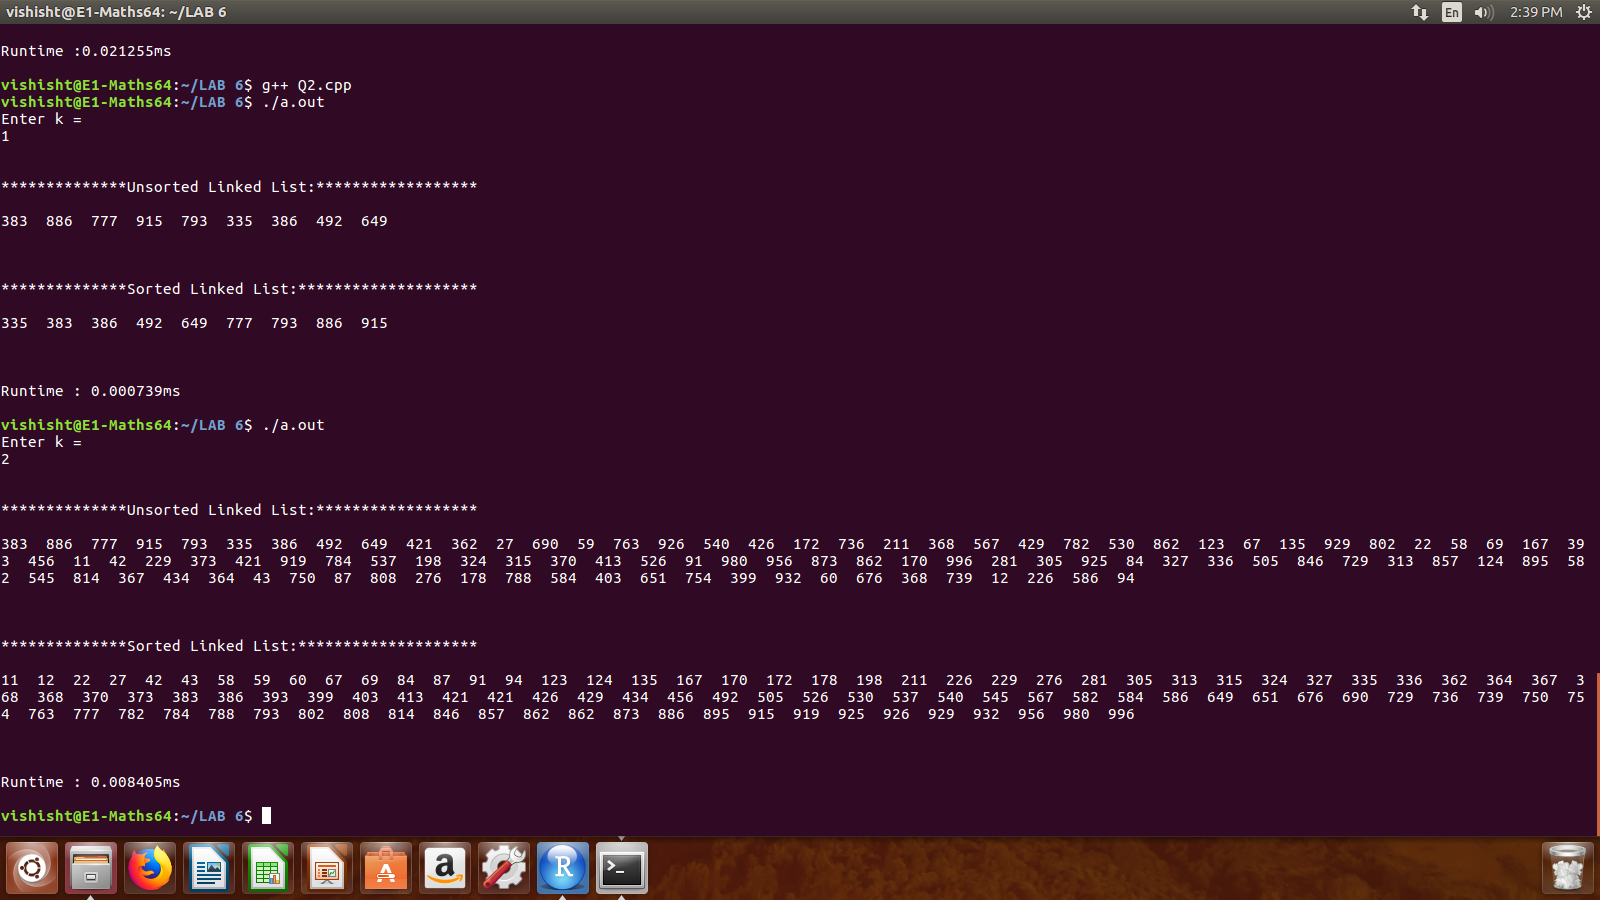 vishisht@E1-Maths64: ~/LAB 6
En
2:39 PM
Runtime :0.021255ms
vishisht@E1-Maths64:~/LAB 6$ g++ Q2.cpp
vishisht@E1-Maths64:~/LAB 6$ ./a.out
Enter k =
1
**************Unsorted Linked List:******************
383  886  777  915  793  335  386  492  649
**************Sorted Linked List:********************
335  383  386  492  649  777  793  886  915
Runtime : 0.000739ms
vishisht@E1-Maths64:~/LAB 6$ ./a.out
Enter k =
2
**************Unsorted Linked List:******************
383  886  777  915  793  335  386  492  649  421  362  27  690  59  763  926  540  426  172  736  211  368  567  429  782  530  862  123  67  135  929  802  22  58  69  167  39
3  456  11  42  229  373  421  919  784  537  198  324  315  370  413  526  91  980  956  873  862  170  996  281  305  925  84  327  336  505  846  729  313  857  124  895  58
2  545  814  367  434  364  43  750  87  808  276  178  788  584  403  651  754  399  932  60  676  368  739  12  226  586  94
**************Sorted Linked List:********************
11  12  22  27  42  43  58  59  60  67  69  84  87  91  94  123  124  135  167  170  172  178  198  211  226  229  276  281  305  313  315  324  327  335  336  362  364  367  3
68  368  370  373  383  386  393  399  403  413  421  421  426  429  434  456  492  505  526  530  537  540  545  567  582  584  586  649  651  676  690  729  736  739  750  75
4  763  777  782  784  788  793  802  808  814  846  857  862  862  873  886  895  915  919  925  926  929  932  956  980  996
Runtime : 0.008405ms
vishisht@E1-Maths64:~/LAB 6$